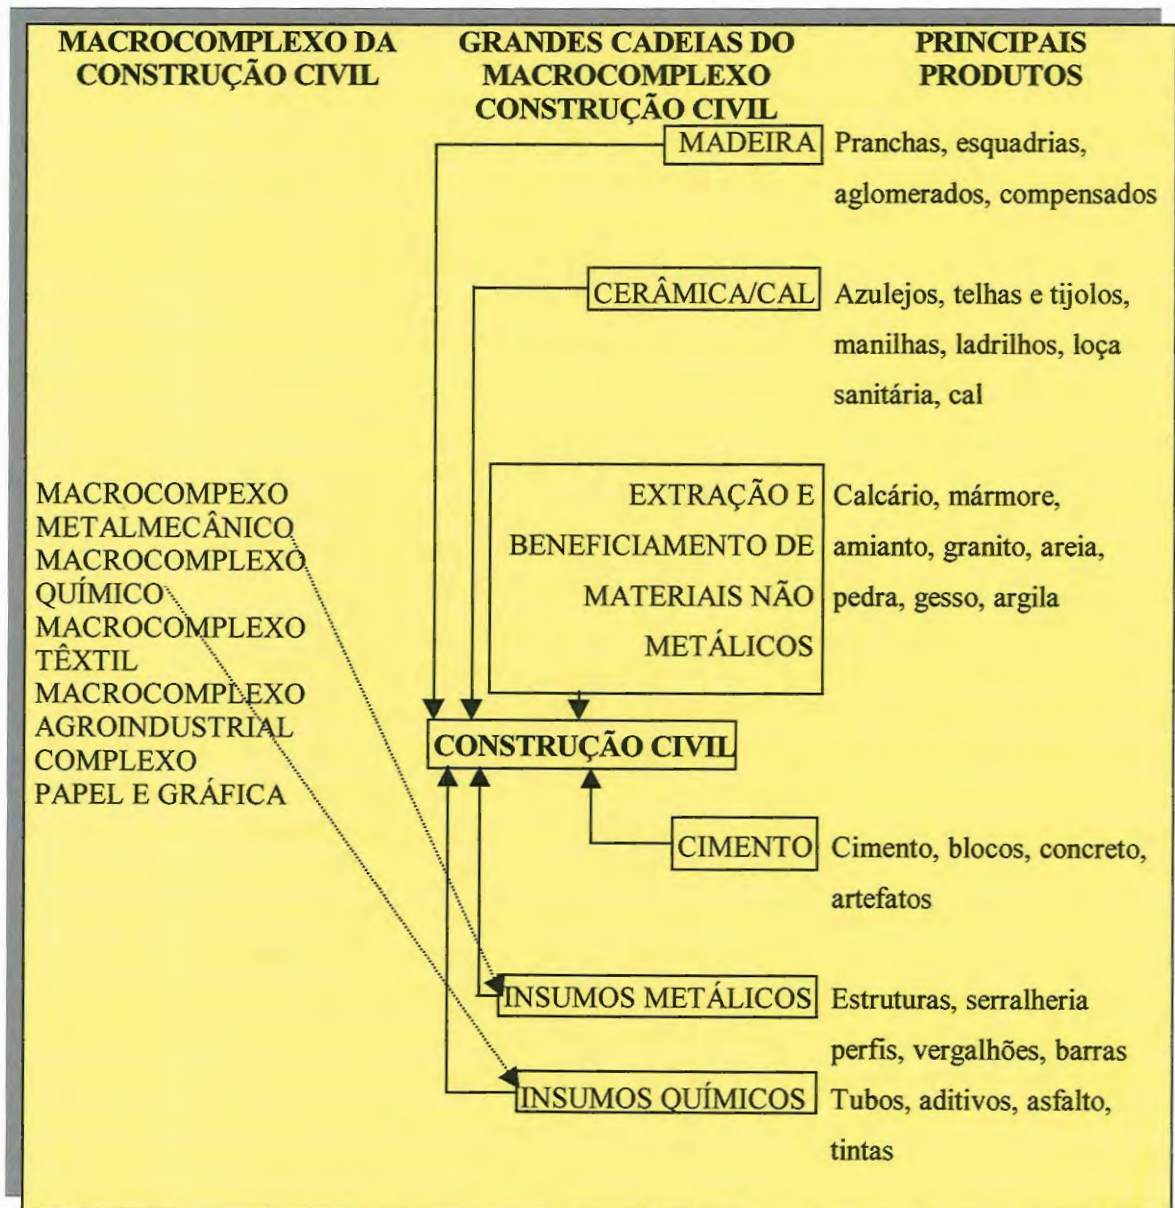 MACROCOMPLEXO DA
CONSTRUÇÃO CIVIL
GRANDES CADEIAS DO
MACROCOMPLEXO
CONSTRUÇÃO CIVIL
PRINCIPAIS
PRODUTOS
MADEIRA
Pranchas, esquadrias,
aglomerados, compensados
CERÂMICA/CAL
Azulejos, telhas e tijolos,
manilhas, ladrilhos, loça
sanitária, cal
MACROCOMPEXO
METALMECÂNICO
MACROCOMPLEXO
QUÍMICO
MACROCOMPLEXO
TÊXTIL
MACROCOMPLEXO
AGROINDUSTRIAL
COMPLEXO
PAPEL E GRÁFICA
EXTRAÇÃO E
BENEFICIAMENTO DE
MATERIAIS NÃO
METÁLICOS
Calcário, mármore,
amianto, granito, areia,
pedra, gesso, argila
CONSTRUÇÃO CIVIL
CIMENTO
Cimento, blocos, concreto,
artefatos
INSUMOS METÁLICOS
Estruturas, serralheria
perfis, vergalhões, barras
INSUMOS QUÍMICOS
Tubos, aditivos, asfalto,
tintas